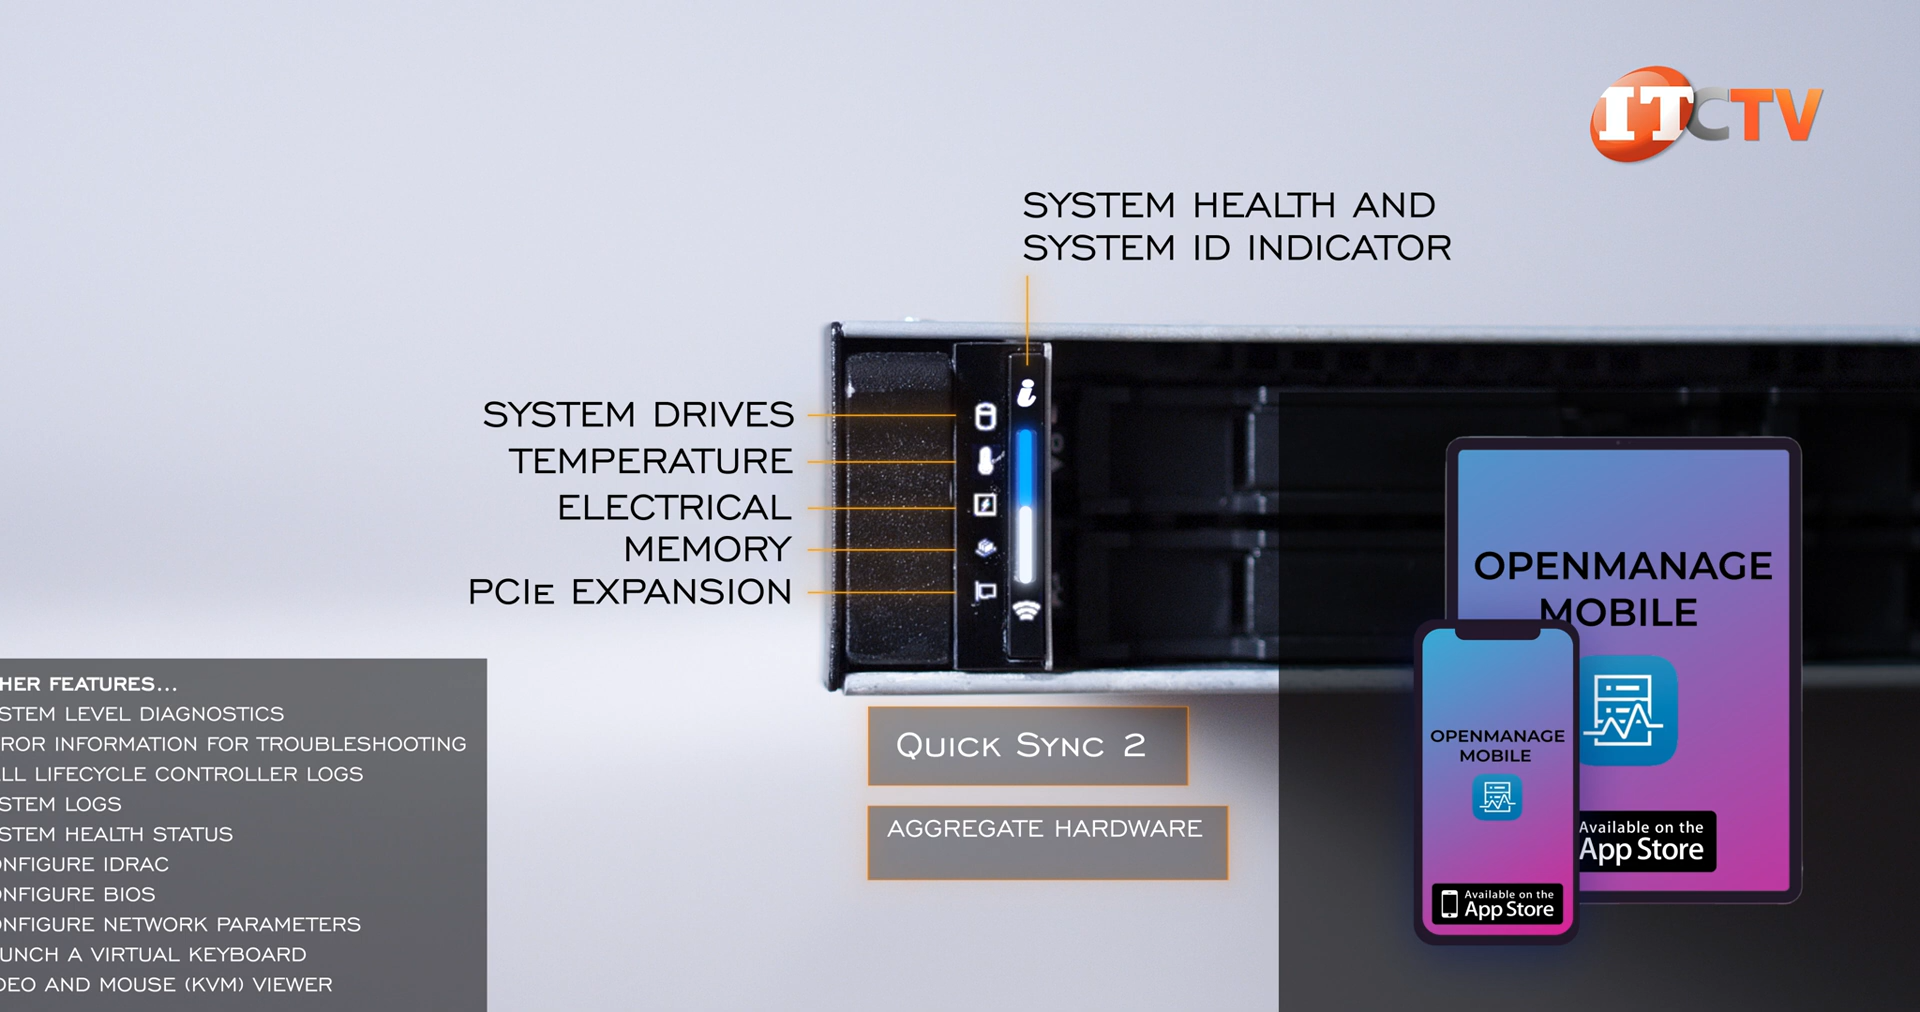 ITCTV
SYSTEM HEALTH AND
SYSTEM ID INDICATOR
SYSTEM DRIVES
TEMPERATURE
ELECTRICAL
MEMORY
PCIe EXPANSION
HER FEATURES...
STEM LEVEL DIAGNOSTICS
ROR INFORMATION FOR TROUBLESHOOTING
LL LIFECYCLE CONTROLLER LOGS
STEM LOGS
STEM HEALTH STATUS
ONFIGURE IDRAC
ONFIGURE BIOS
ONFIGURE NETWORK PARAMETERS
UNCH A VIRTUAL KEYBOARD
DEO AND MOUSE (KVM) VIEWER
Quick Sync 2
AGGREGATE HARDWARE
OPENMANAGE
MOBILE
Available on the
App Store
OPENMANAGE
MOBILE
Available on the
App Store